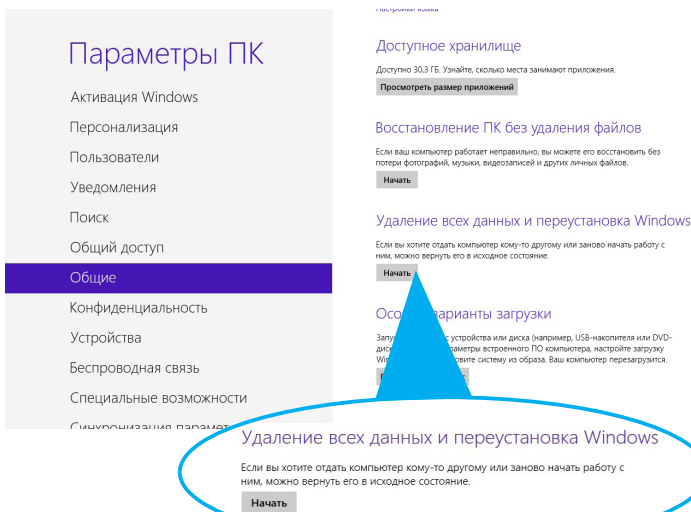 Параметры ПК
Активация Windows
Персонализация
Пользователи
Уведомления
Поиск
Общий доступ
Общие
Конфиденциальность
Устройства
Беспроводная связь
Специальные возможности
Синхронизация
Настройки языка
Доступное хранилище
Доступно 30,3 ГБ. Узнайте, сколько места занимают приложения.
Просмотреть размер приложений
Восстановление ПК без удаления файлов
Если ваш компьютер работает неправильно, вы можете его восстановить без
потери фотографий, музыки, видеозаписей и других личных файлов.
Начать
Удаление всех данных и переустановка Windows
Если вы хотите отдать компьютер кому-то другому или заново начать работу с
ним, можно вернуть его в исходное состояние.
Начать
варианты загрузки
устройства или диска (например, USB-накопителя или DVD-
встроенного ПО компьютера, настройте загрузку
систему из образа. Ваш компьютер перезагрузится.
Удаление всех данных и переустановка Windows
Если вы хотите отдать компьютер кому-то другому или заново начать работу с
ним, можно вернуть его в исходное состояние.
Начать